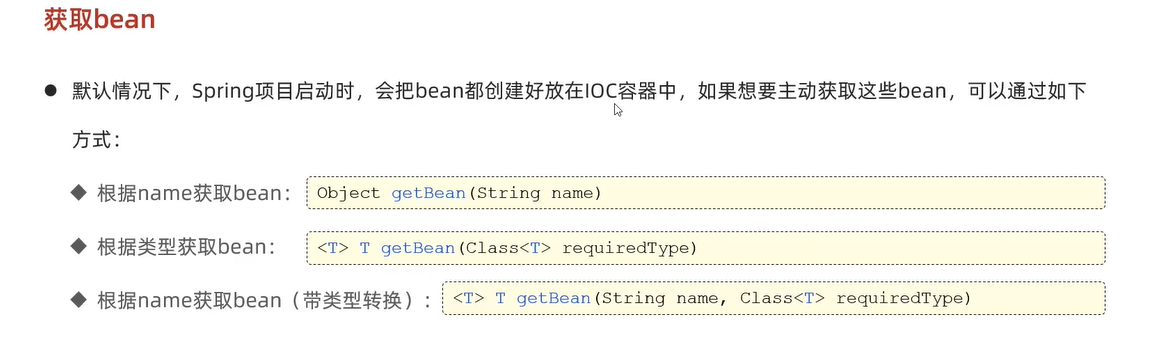 获取bean
● 默认情况下，Spring项目启动时，会把bean都创建好放在IOC容器中，如果想要主动获取这些bean，可以通过如下
方式：
◆ 根据name获取bean： Object getBean(String name)
◆ 根据类型获取bean： <T> T getBean(Class<T> requiredType)
◆ 根据name获取bean（带类型转换）： <T> T getBean(String name, Class<T> requiredType)